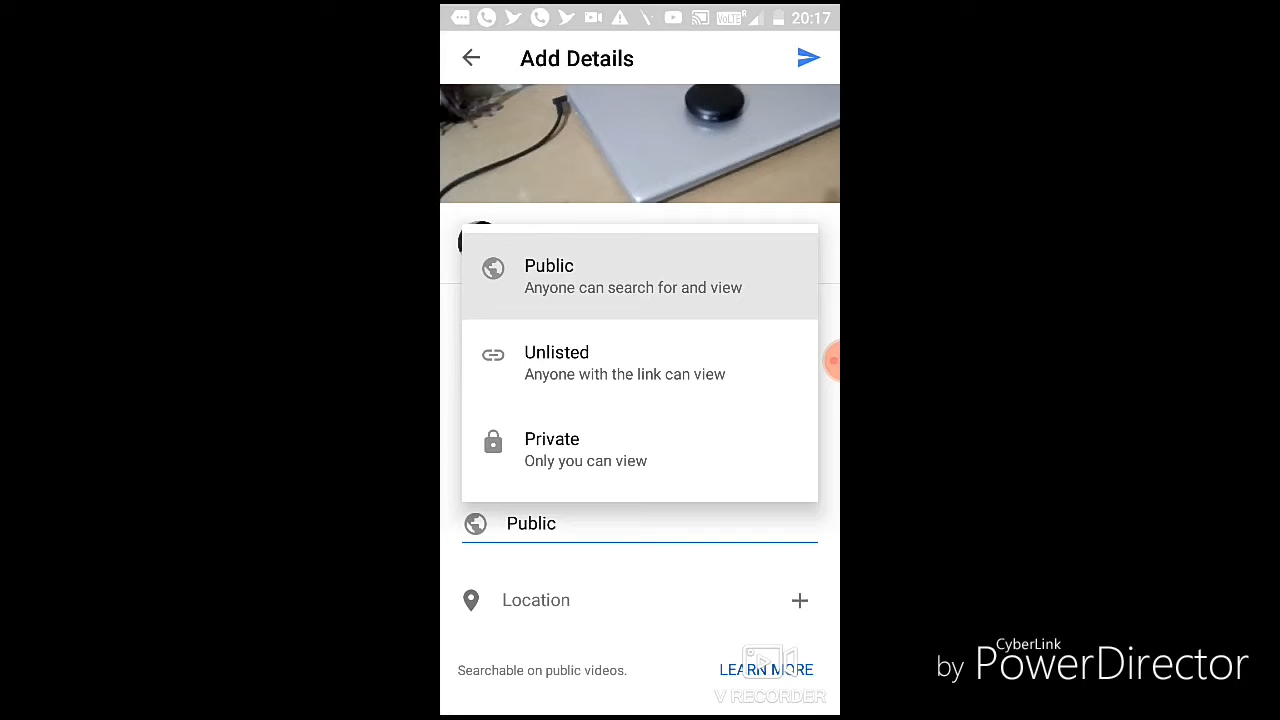 VoLTE R 20:17
Add Details
Public
Anyone can search for and view
Unlisted
Anyone with the link can view
Private
Only you can view
Public
Location
Searchable on public videos.
LEARN MORE
V RECORDER
CyberLink
by PowerDirector